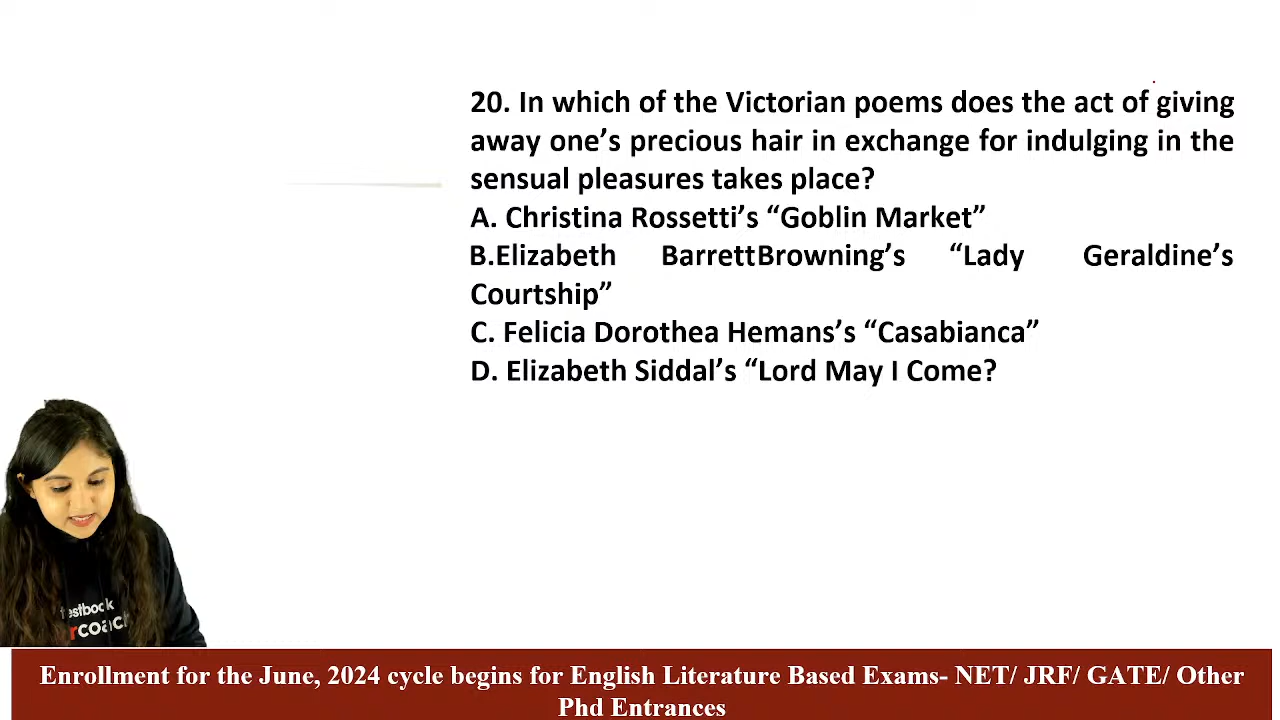 20. In which of the Victorian poems does the act of giving
away one’s precious hair in exchange for indulging in the
sensual pleasures takes place?
A. Christina Rossetti’s “Goblin Market”
B.Elizabeth BarrettBrowning’s “Lady Geraldine’s
Courtship”
C. Felicia Dorothea Hemans’s “Casabianca”
D. Elizabeth Siddal’s “Lord May I Come?
testbook
rcoach
Enrollment for the June, 2024 cycle begins for English Literature Based Exams- NET/ JRF/ GATE/ Other
Phd Entrances